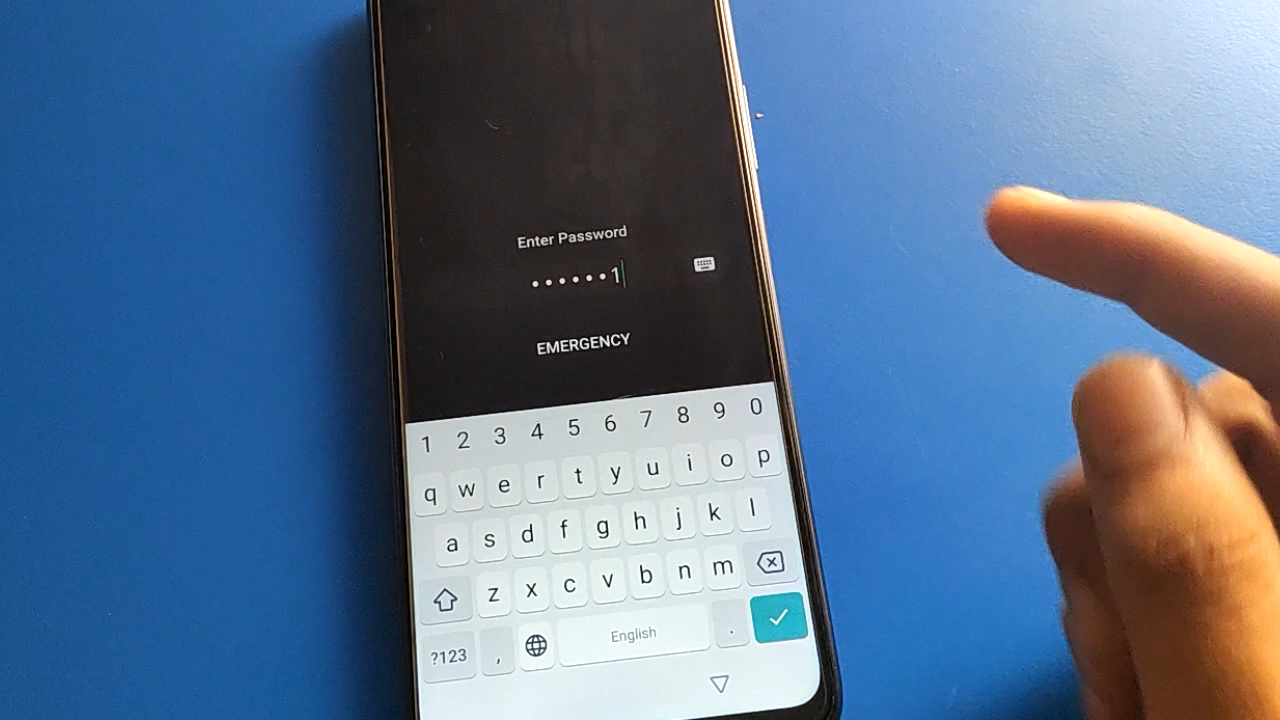 Enter Password
••••••1
EMERGENCY
1 2 3 4 5 6 7 8 9 0
q w e r t y u i o p
a s d f g h j k l
z x c v b n m
?123 , English .